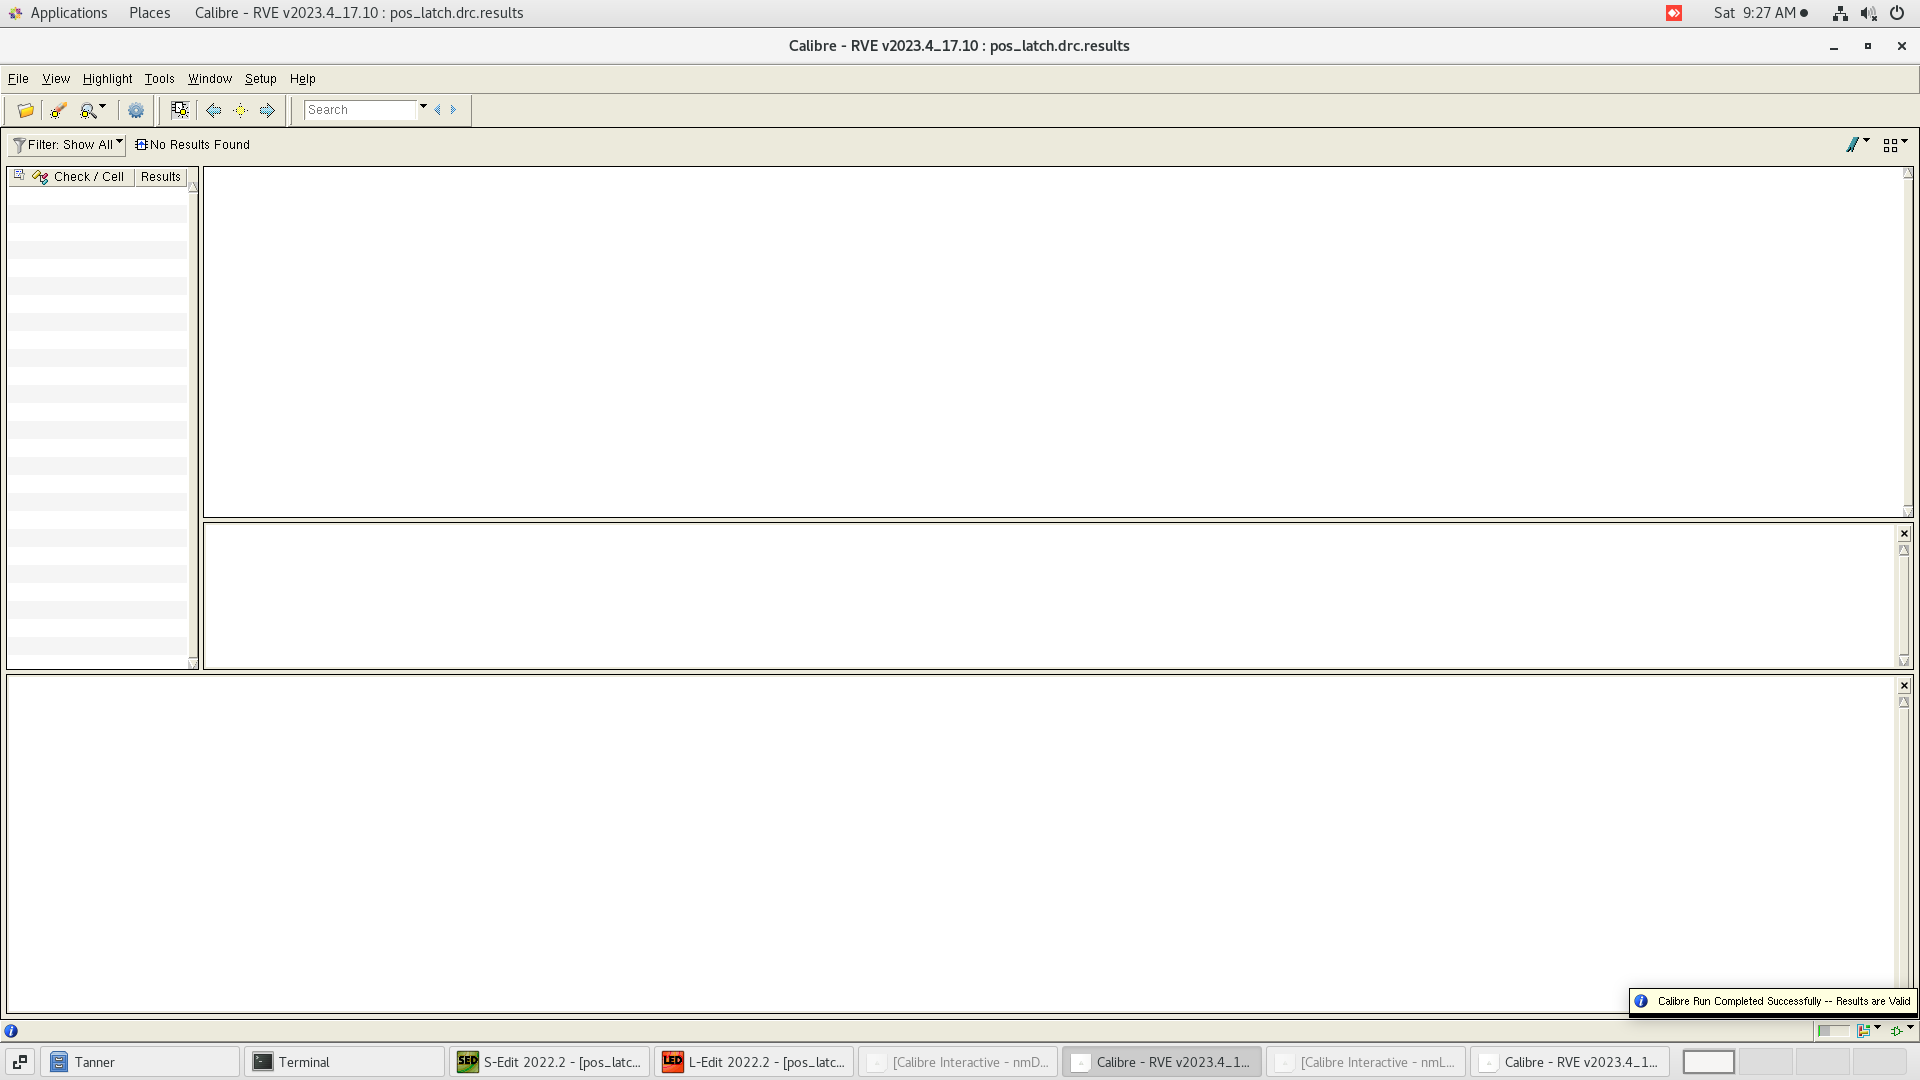 Applications Places Calibre - RVE v2023.4_17.10 : pos_latch.drc.results Sat 9:27 AM
Calibre - RVE v2023.4_17.10 : pos_latch.drc.results
File View Highlight Tools Window Setup Help
Search
Filter: Show All No Results Found
Check / Cell Results
Calibre Run Completed Successfully -- Results are Valid
Tanner Terminal S-Edit 2022.2 - [pos_latc... L-Edit 2022.2 - [pos_latc... [Calibre Interactive - nmD... Calibre - RVE v2023.4_1... [Calibre Interactive - nmL... Calibre - RVE v2023.4_1...